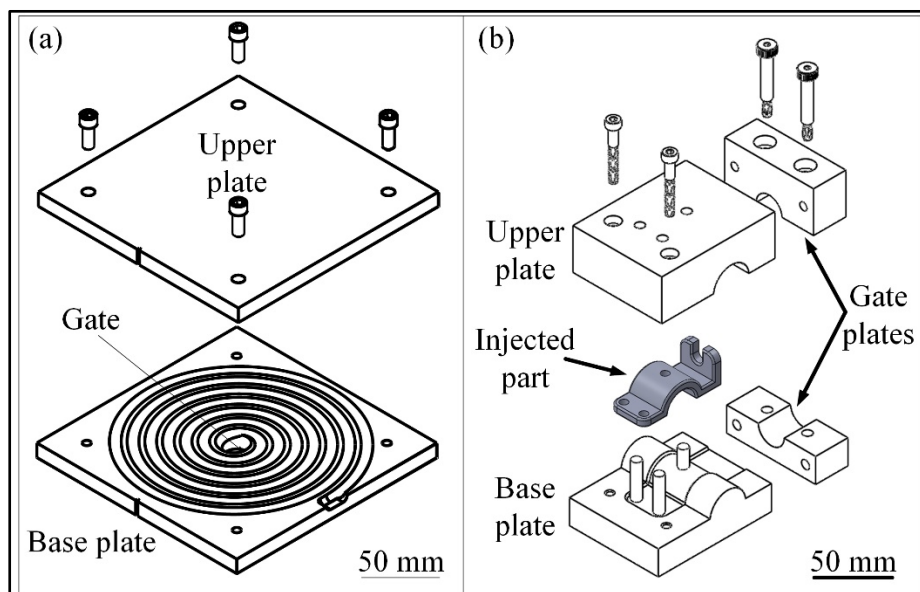 (a)
Upper
plate
Gate
Base plate
50 mm
(b)
Upper
plate
Gate
plates
Injected
part
Base
plate
50 mm